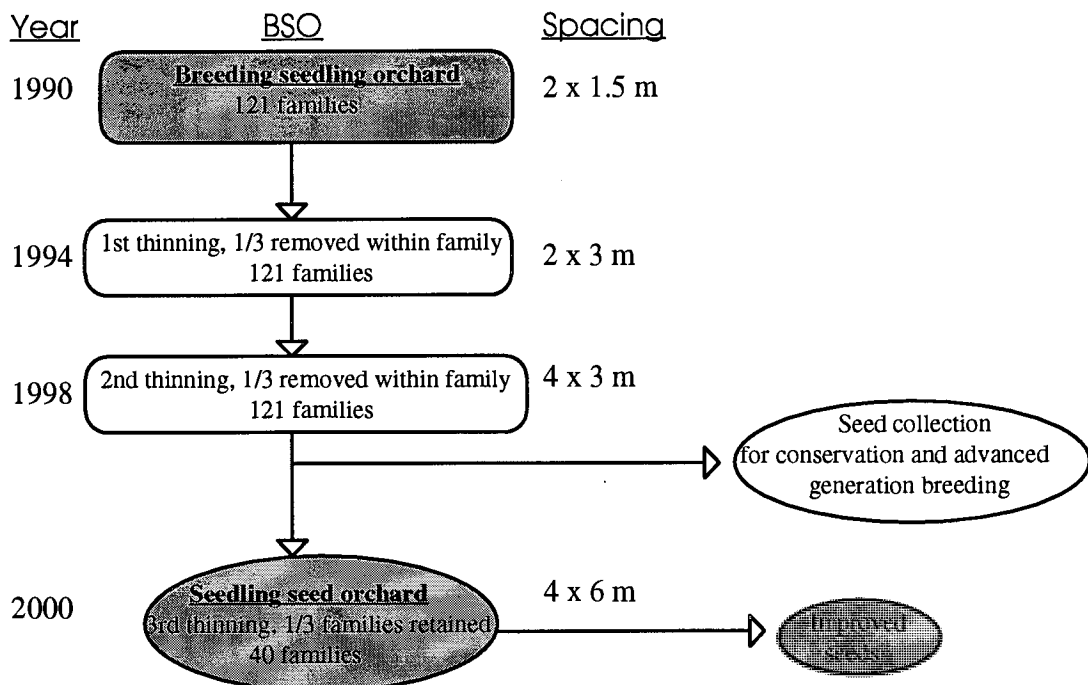 Year BSO Spacing
1990 Breeding seedling orchard 2 x 1.5 m
121 families
1994 1st thinning, 1/3 removed within family 2 x 3 m
121 families
1998 2nd thinning, 1/3 removed within family 4 x 3 m
121 families
Seed collection
for conservation and advanced
generation breeding
2000 Seedling seed orchard 4 x 6 m
3rd thinning, 1/3 families retained
40 families
Improved
seeds